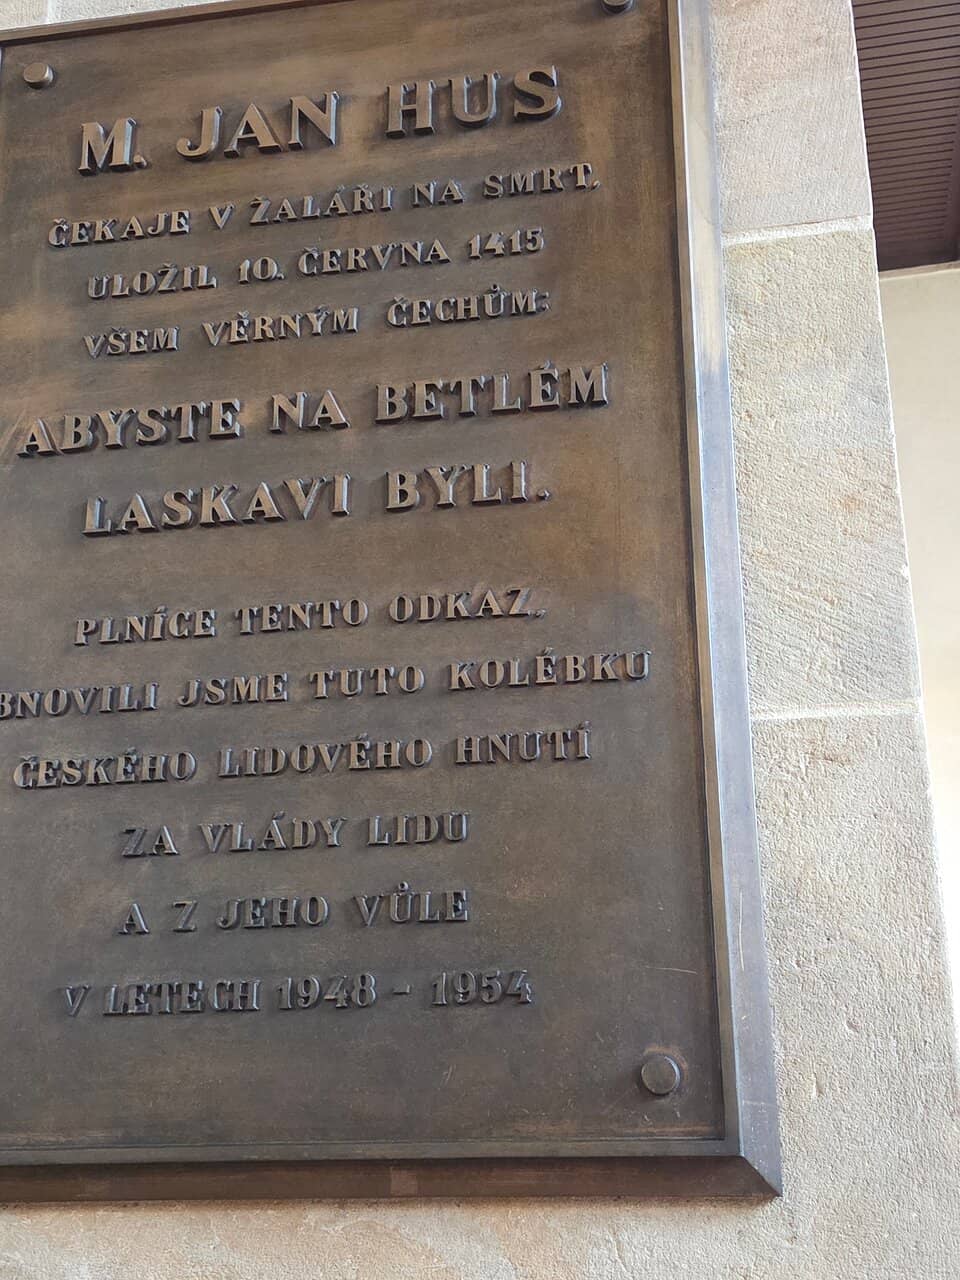 M. JAN HUS
ČEKAJE V ŽALÁŘI NA SMRT,
ULOŽIL 10. ČERVNA 1415
VŠEM VĚRNÝM ČECHŮM:
ABYSTE NA BETLÉM
LASKAVI BYLI.
PLNÍCE TENTO ODKAZ,
BNOVILI JSME TUTO KOLÉBKU
ČESKÉHO LIDOVÉHO HNUTÍ
ZA VLÁDY LIDU
A Z JEHO VŮLE
V LETECH 1948 - 1954